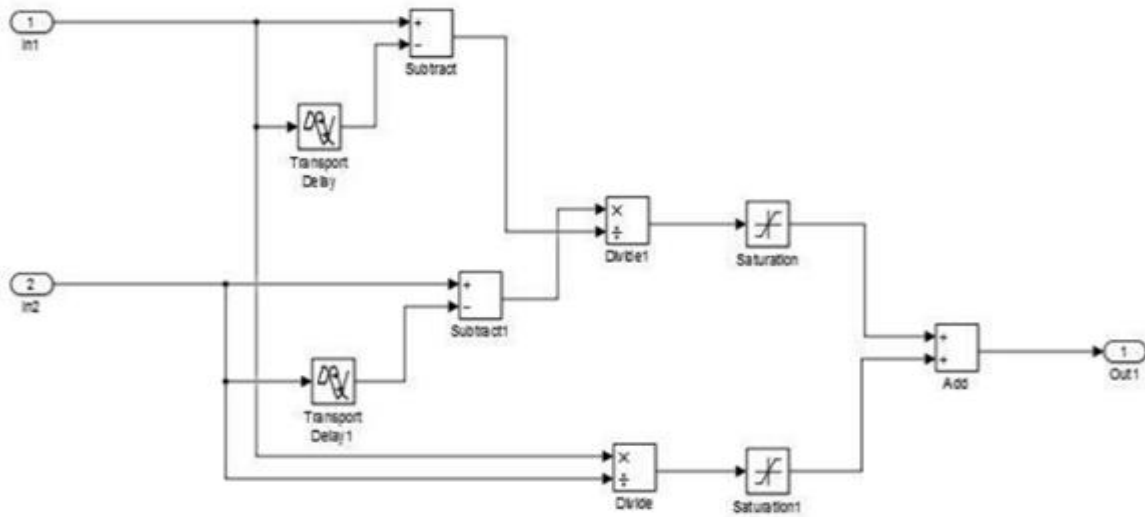 1
In1
+
−
Subtract
Transport
Delay
×
÷
Divide1
Saturation
2
In2
+
−
Subtract1
Transport
Delay1
+
+
Add
1
Out1
×
÷
Divide
Saturation1